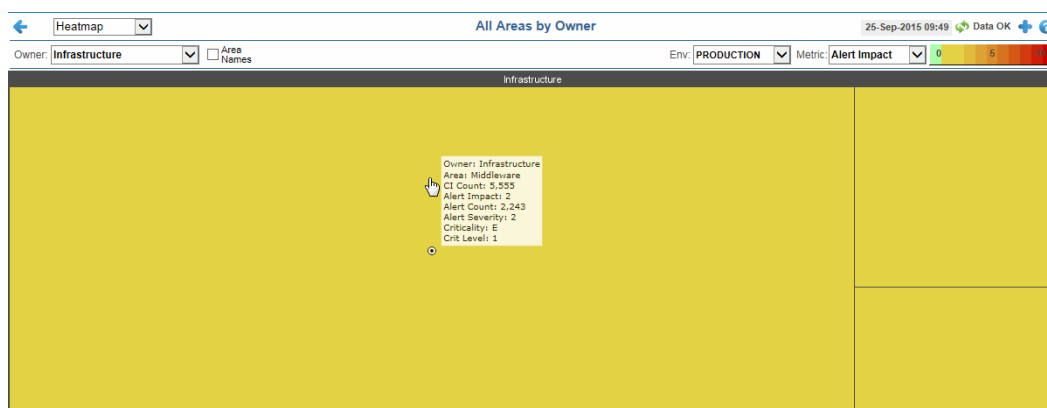 Heatmap
All Areas by Owner
25-Sep-2015 09:49 Data OK
Owner: Infrastructure
Area
Names
Env: PRODUCTION Metric: Alert Impact 0 5
Infrastructure
Owner: Infrastructure
Area: Middleware
CI Count: 5,555
Alert Impact: 2
Alert Count: 2,243
Alert Severity: 2
Criticality: E
Crit Level: 1